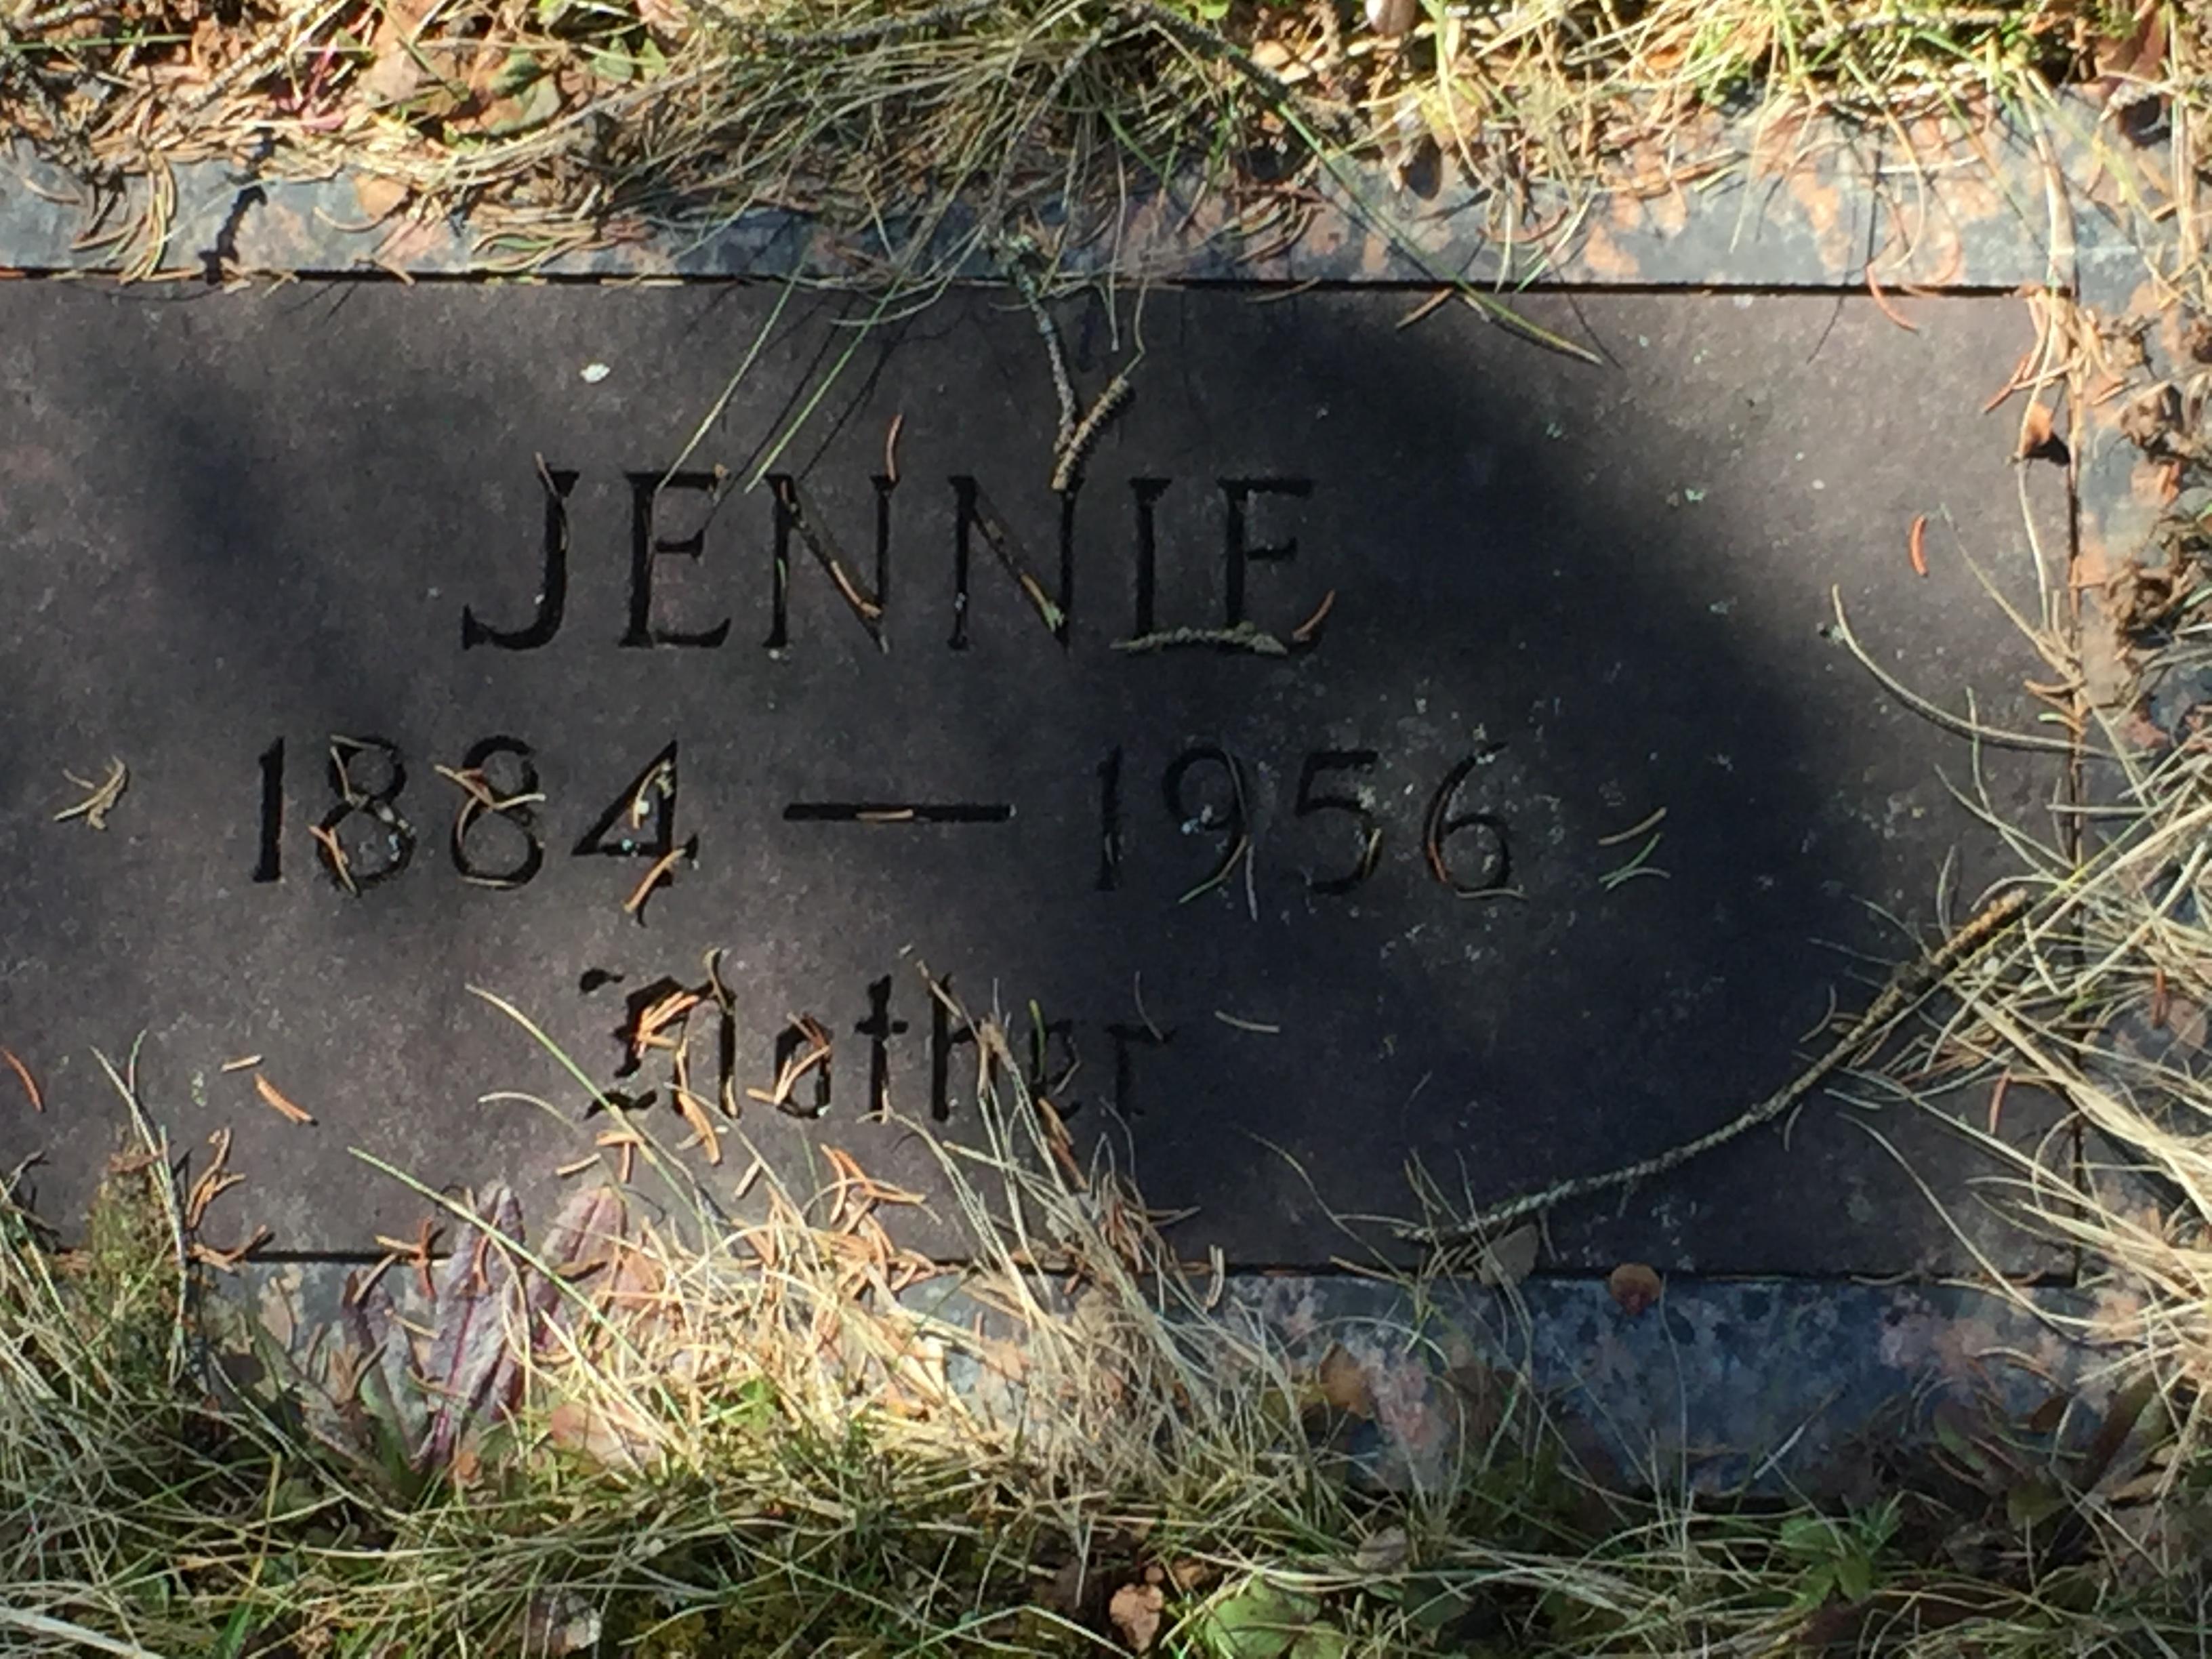 JENNIE
1884 — 1956
Mother